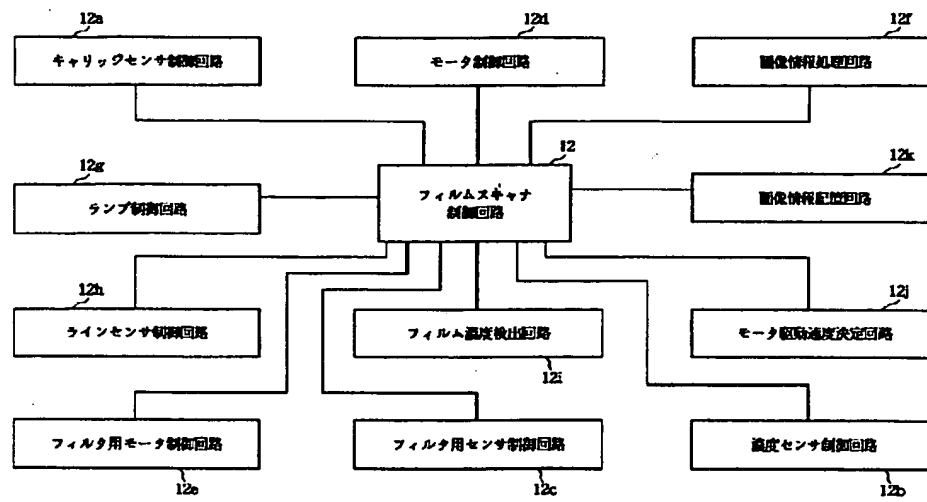 12a
12d
12f
キャリッジセンサ制御回路
モータ制御回路
画像情報処理回路
12
12g
12k
フィルムスキャナ
制御回路
ランプ制御回路
画像情報記憶回路
12h
12j
ラインセンサ制御回路
フィルム濃度検出回路
モータ駆動速度決定回路
12i
フィルタ用モータ制御回路
フィルタ用センサ制御回路
濃度センサ制御回路
12e
12c
12b